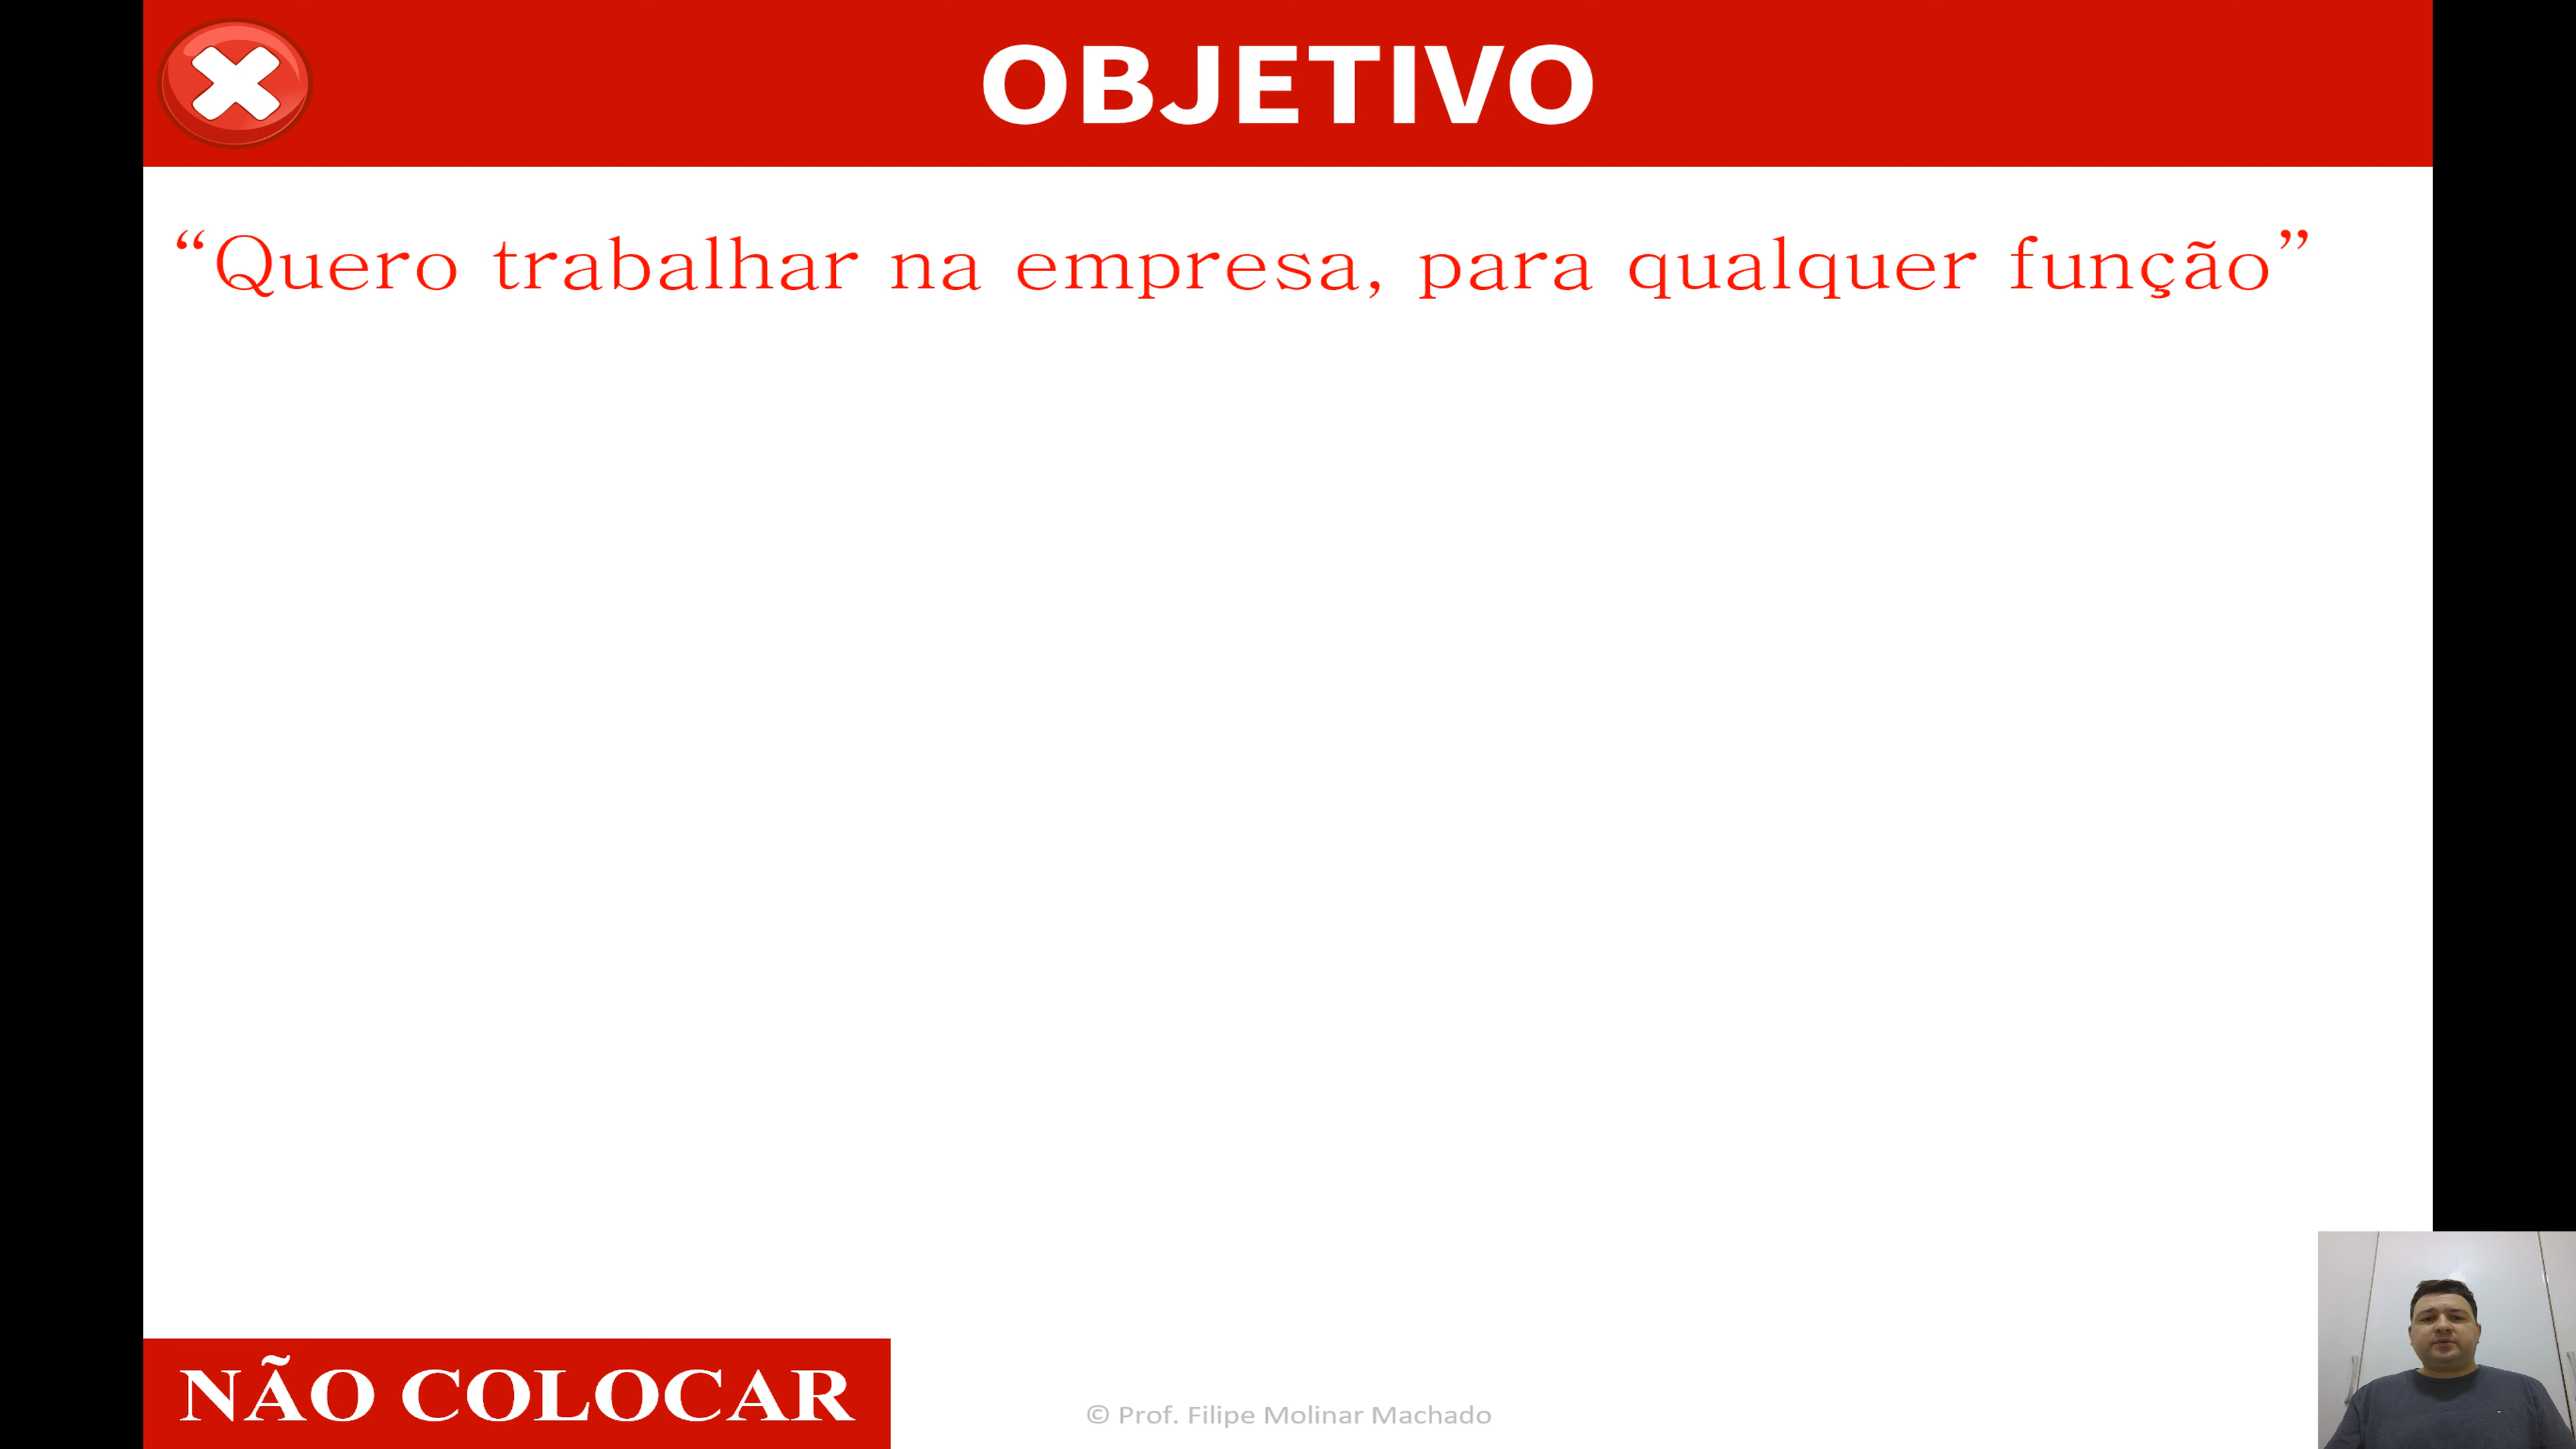 OBJETIVO
“Quero trabalhar na empresa, para qualquer função”
NÃO COLOCAR
© Prof. Filipe Molinar Machado